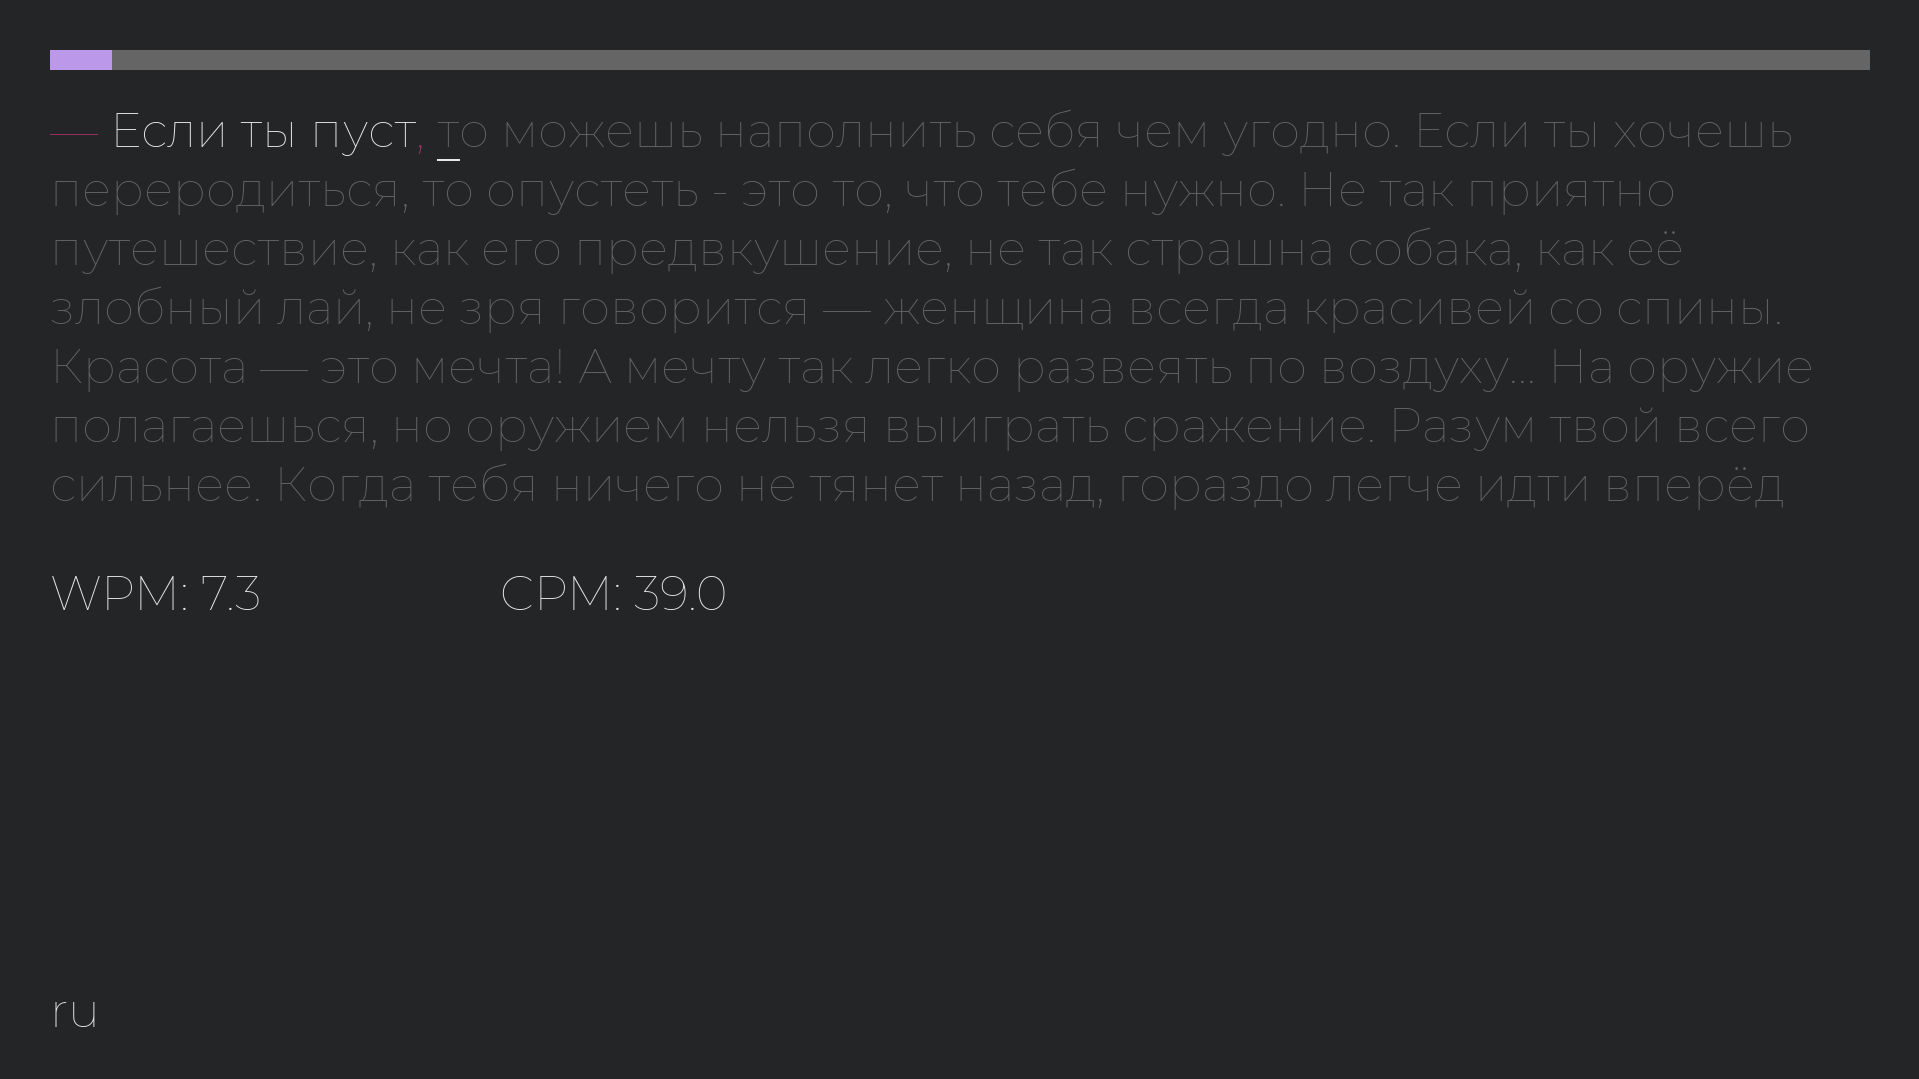 — Если ты пуст, то можешь наполнить себя чем угодно. Если ты хочешь
переродиться, то опустеть - это то, что тебе нужно. Не так приятно
путешествие, как его предвкушение, не так страшна собака, как её
злобный лай, не зря говорится — женщина всегда красивей со спины.
Красота — это мечта! А мечту так легко развеять по воздуху... На оружие
полагаешься, но оружием нельзя выиграть сражение. Разум твой всего
сильнее. Когда тебя ничего не тянет назад, гораздо легче идти вперёд
WPM: 7.3 CPM: 39.0
ru